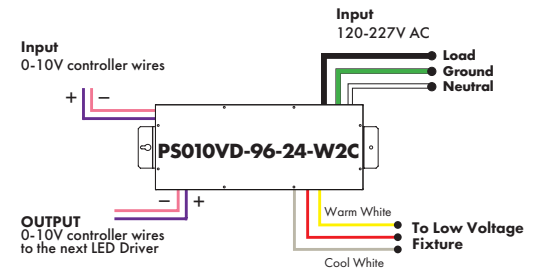 Input
120-227V AC
Load
Ground
Neutral
Input
0-10V controller wires
+ −
PS010VD-96-24-W2C
− +
OUTPUT
0-10V controller wires
to the next LED Driver
Warm White
To Low Voltage
Fixture
Cool White